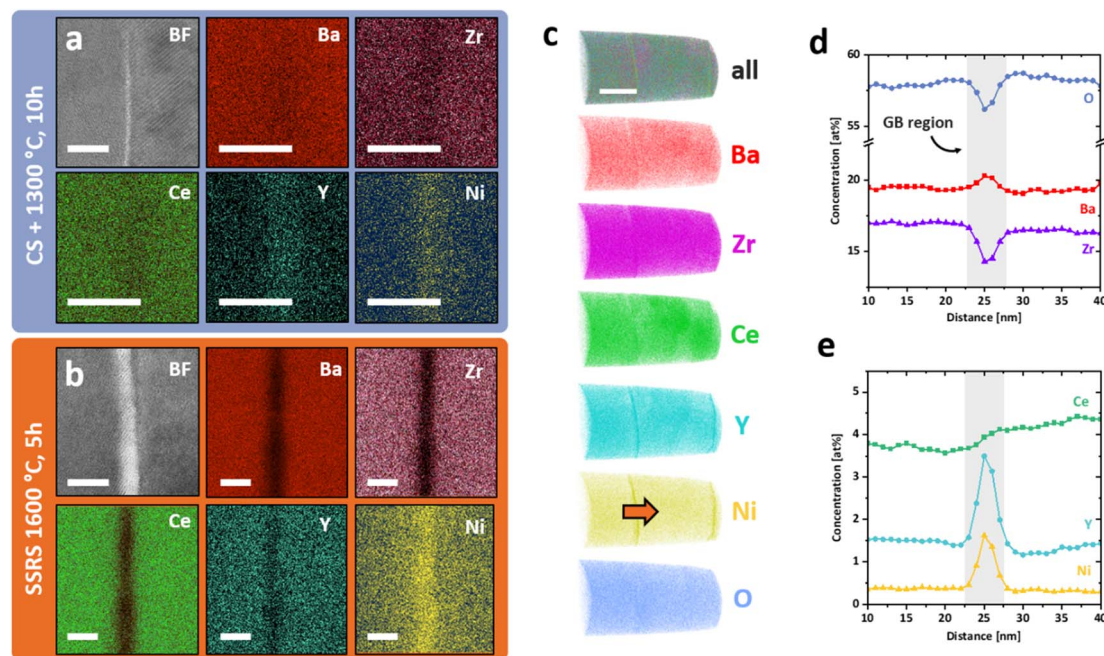 a
CS + 1300 °C, 10h
BF
Ba
Zr
Ce
Y
Ni
b
SSRS 1600 °C, 5h
BF
Ba
Zr
Ce
Y
Ni
c
all
Ba
Zr
Ce
Y
Ni
O
d
Concentration [at%]
60
55
20
15
O
GB region
Ba
Zr
10 15 20 25 30 35 40
Distance [nm]
e
Concentration [at%]
5
4
3
2
1
0
Ce
Y
Ni
10 15 20 25 30 35 40
Distance [nm]